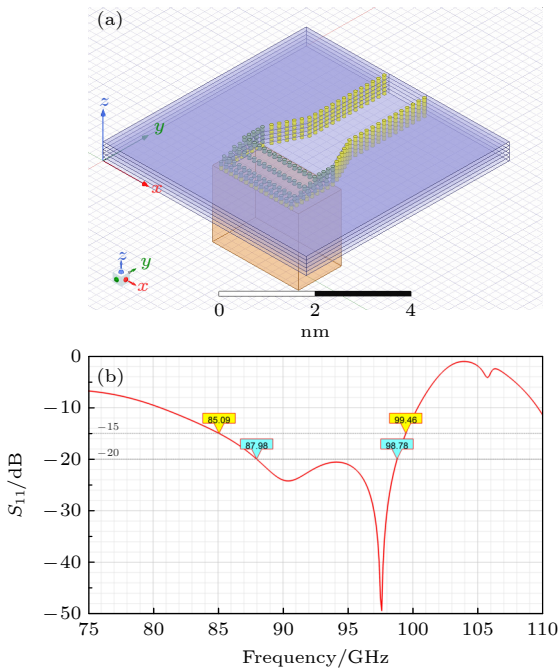 (a)
z
y
x
z
y
x
0 2 4
nm
(b)
0
−10
−20
−30
−40
−50
−15
−20
85.09
99.46
87.98
98.78
S11/dB
75 80 85 90 95 100 105 110
Frequency/GHz